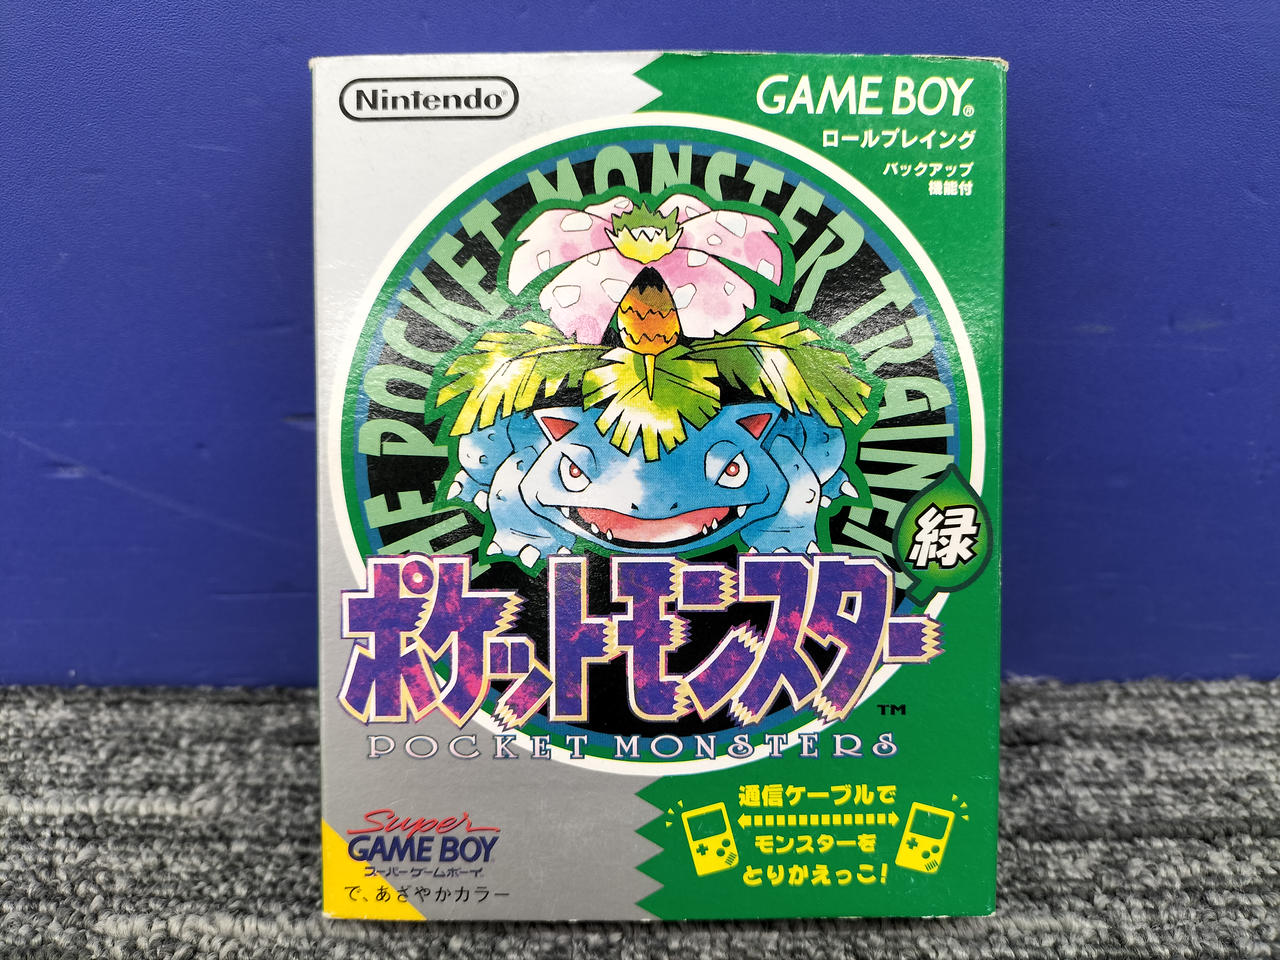 Nintendo®
GAME BOY®
ロールプレイング
バックアップ
機能付
THE POCKET MONSTER TRAINER
緑
ポケットモンスター
TM
POCKET MONSTERS
通信ケーブルで
モンスターを
とりかえっこ!
Super
GAME BOY
スーパーゲームボーイ
で、あざやかカラー